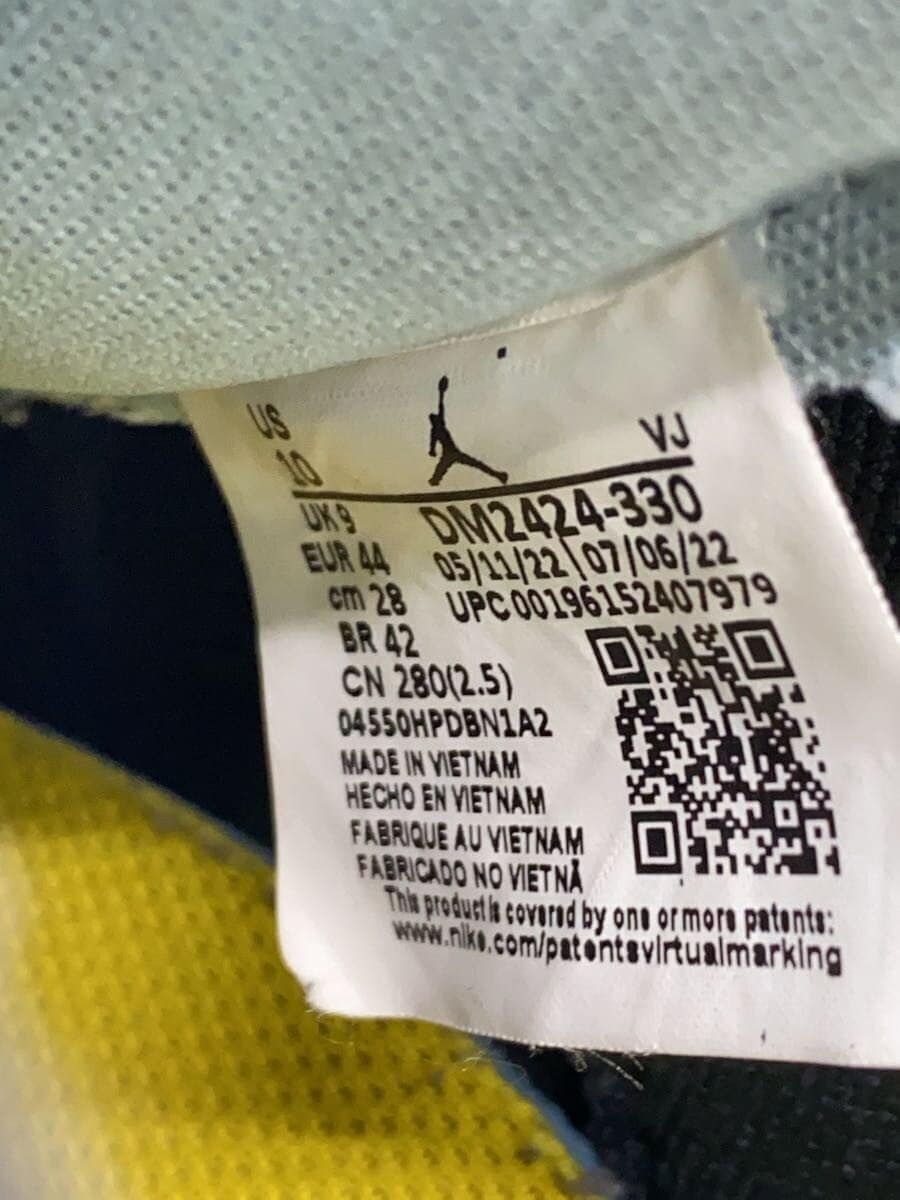 US
10
VJ
UK 9
DM2424-330
EUR 44
05/11/22\07/06/22
cm 28
UPC00196152407979
BR 42
CN 280(2.5)
04550HPDBN1A2
MADE IN VIETNAM
HECHO EN VIETNAM
FABRIQUE AU VIETNAM
FABRICADO NO VIETNÃ
This product is covered by one or more patents:
www.nike.com/patentsvirtualmarking